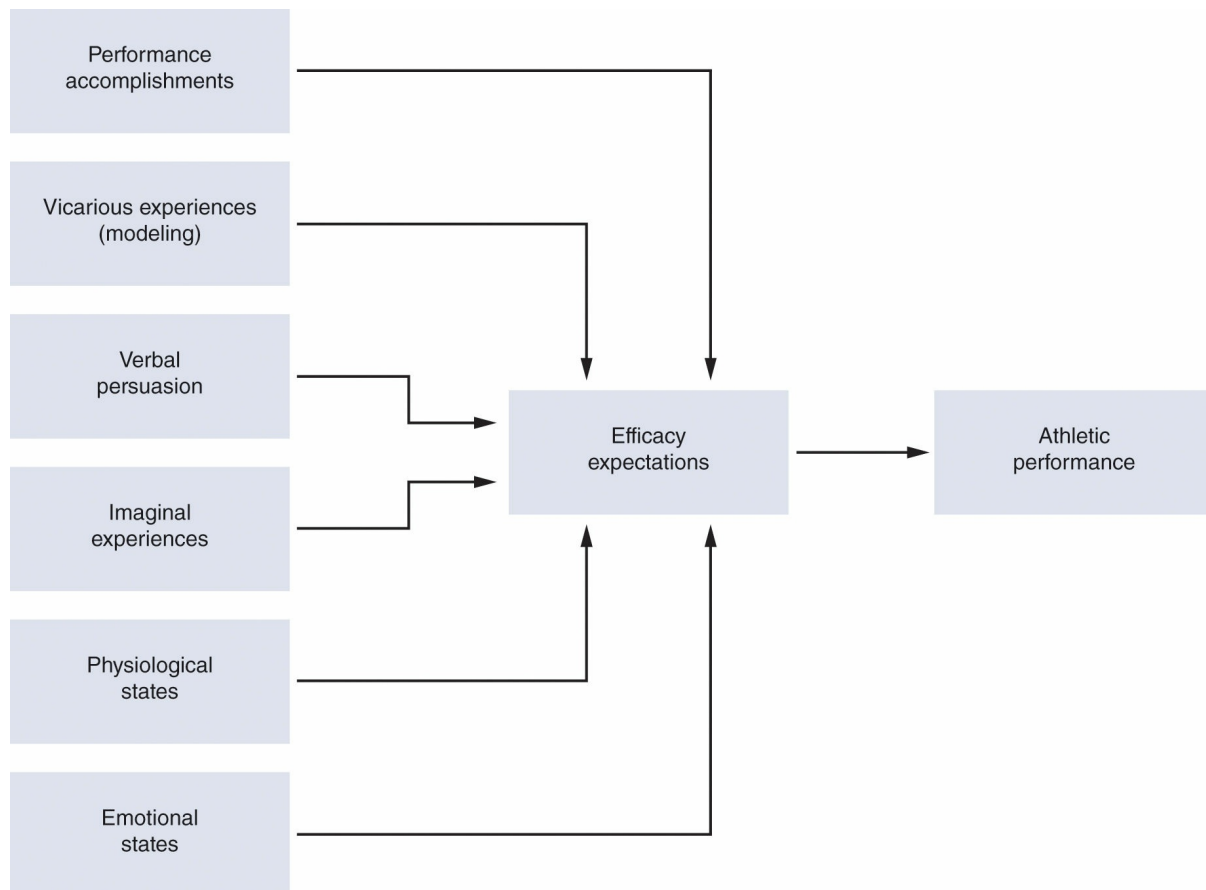 Performance
accomplishments
Vicarious experiences
(modeling)
Verbal
persuasion
Imaginal
experiences
Physiological
states
Emotional
states
Efficacy
expectations
Athletic
performance